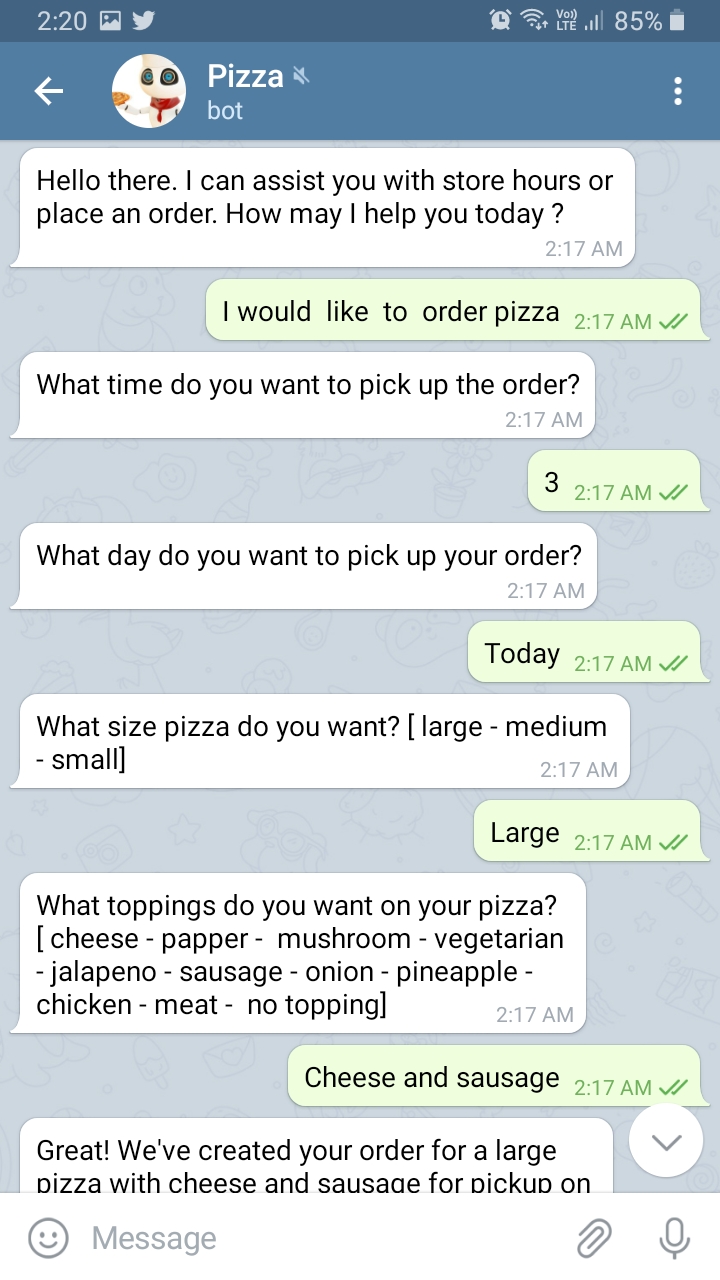 2:20 Vo)) LTE 85%
Pizza
bot
Hello there. I can assist you with store hours or
place an order. How may I help you today ?
2:17 AM
I would like to order pizza 2:17 AM
What time do you want to pick up the order?
2:17 AM
3 2:17 AM
What day do you want to pick up your order?
2:17 AM
Today 2:17 AM
What size pizza do you want? [ large - medium
- small]
2:17 AM
Large 2:17 AM
What toppings do you want on your pizza?
[ cheese - papper - mushroom - vegetarian
- jalapeno - sausage - onion - pineapple -
chicken - meat - no topping]
2:17 AM
Cheese and sausage 2:17 AM
Great! We've created your order for a large
pizza with cheese and sausage for pickup on
Message